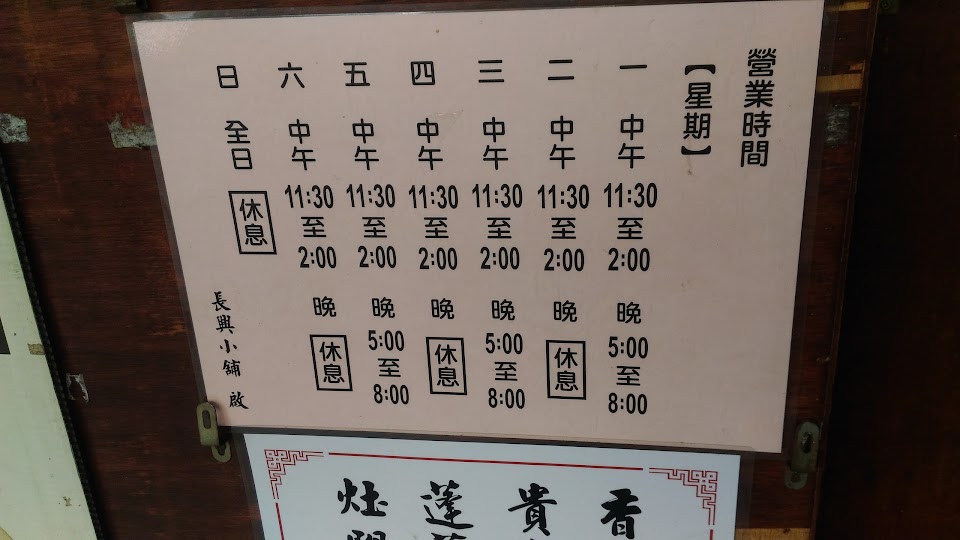 營業時間
【星期】
一 中午 11:30 至 2:00 晚 5:00 至 8:00
二 中午 11:30 至 2:00 晚 休息
三 中午 11:30 至 2:00 晚 5:00 至 8:00
四 中午 11:30 至 2:00 晚 休息
五 中午 11:30 至 2:00 晚 5:00 至 8:00
六 中午 11:30 至 2:00 晚 休息
日 全日 休息
長興小舖 啟
香
貴
蓬
灶